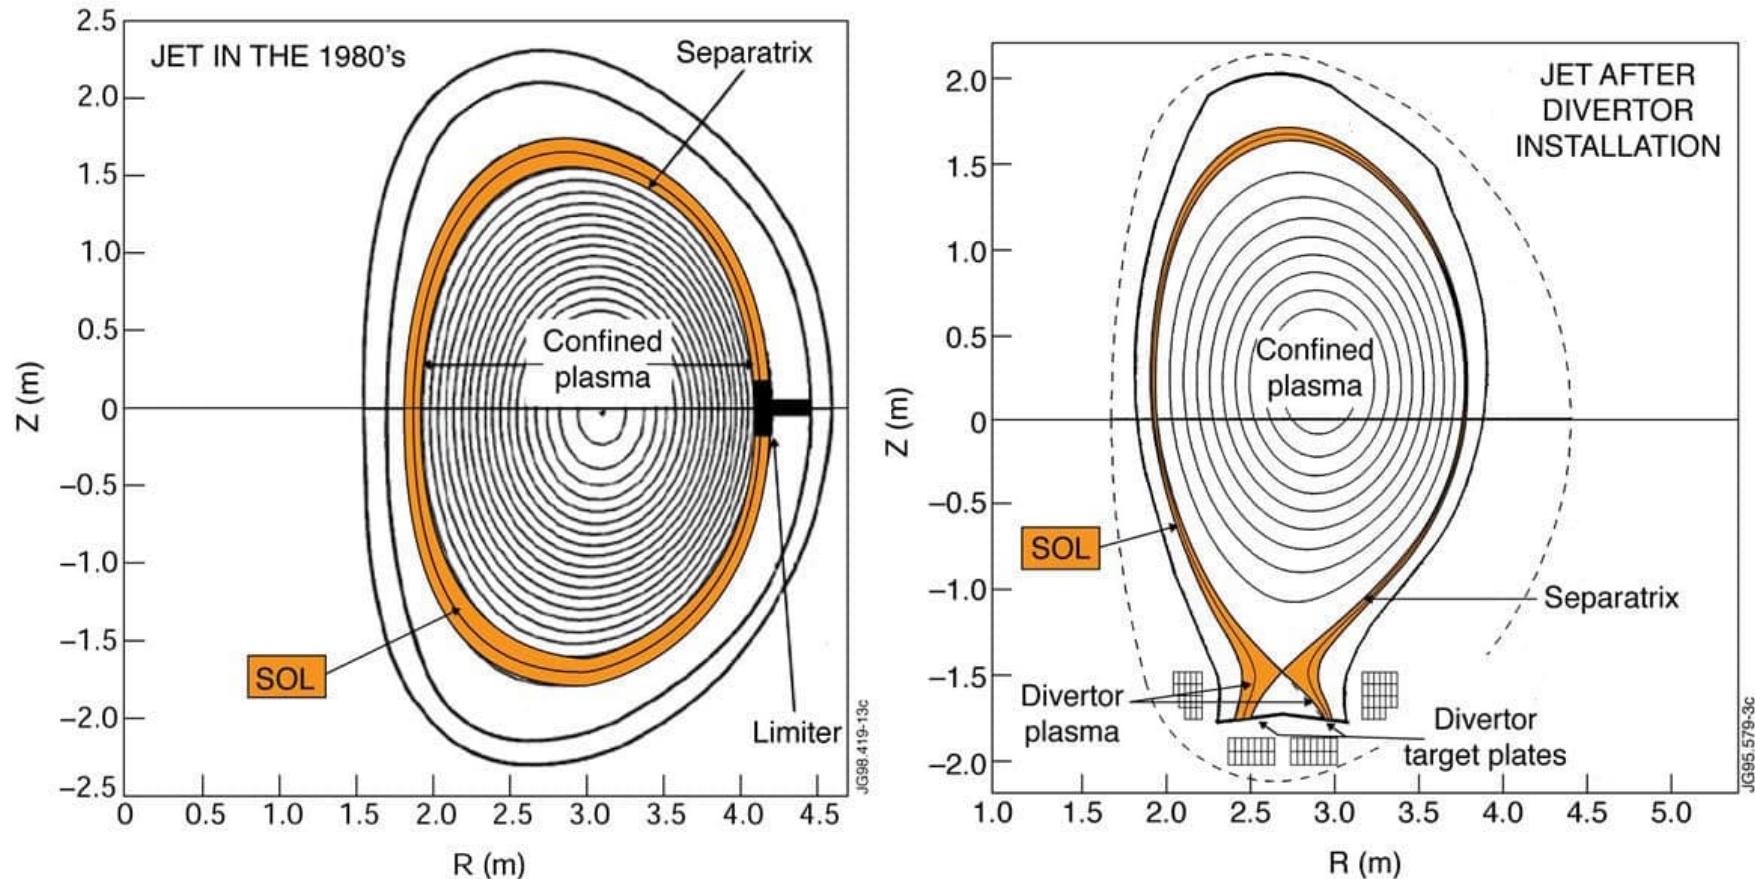 JET IN THE 1980's
Separatrix
Confined
plasma
SOL
Limiter
Z (m)
2.5
2.0
1.5
1.0
0.5
0
–0.5
–1.0
–1.5
–2.0
–2.5
0 0.5 1.0 1.5 2.0 2.5 3.0 3.5 4.0 4.5
R (m)
JG98.419-13c
JET AFTER
DIVERTOR
INSTALLATION
Confined
plasma
SOL
Separatrix
Divertor
plasma
Divertor
target plates
Z (m)
2.0
1.5
1.0
0.5
0
–0.5
–1.0
–1.5
–2.0
1.0 1.5 2.0 2.5 3.0 3.5 4.0 4.5 5.0
R (m)
JG95.579-3c